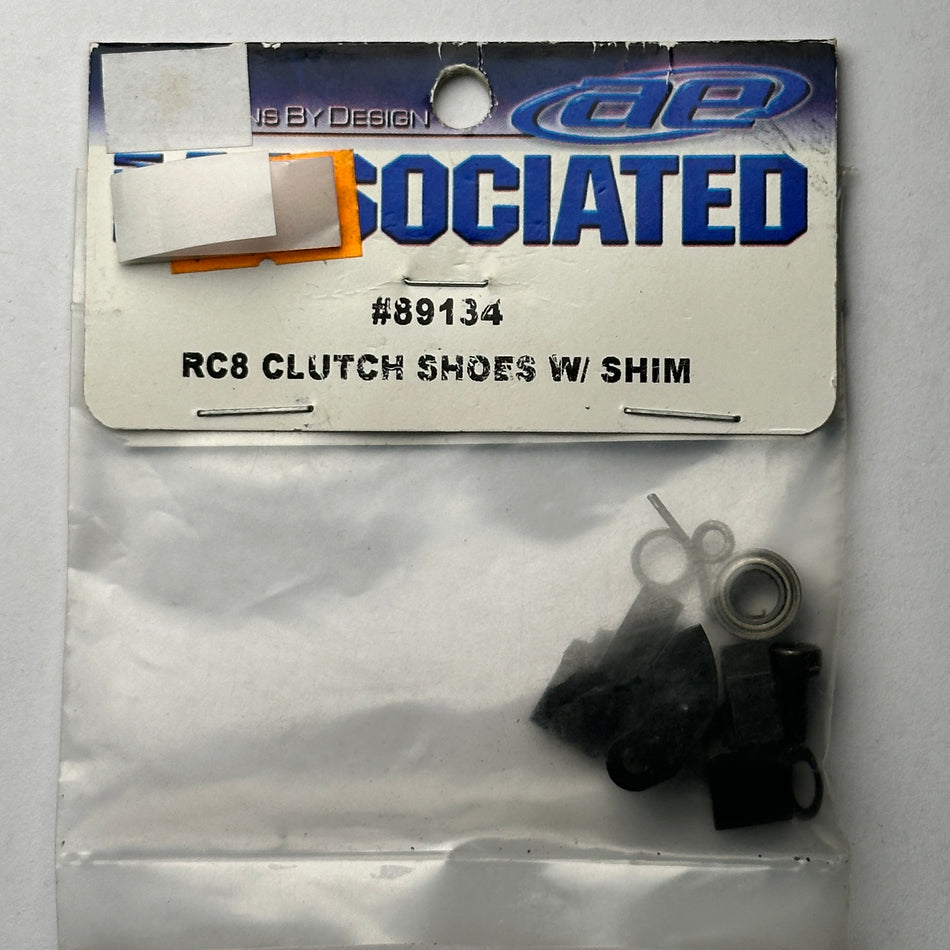 NS BY DESIGN
ae
SOCIATED
#89134
RC8 CLUTCH SHOES W/ SHIM